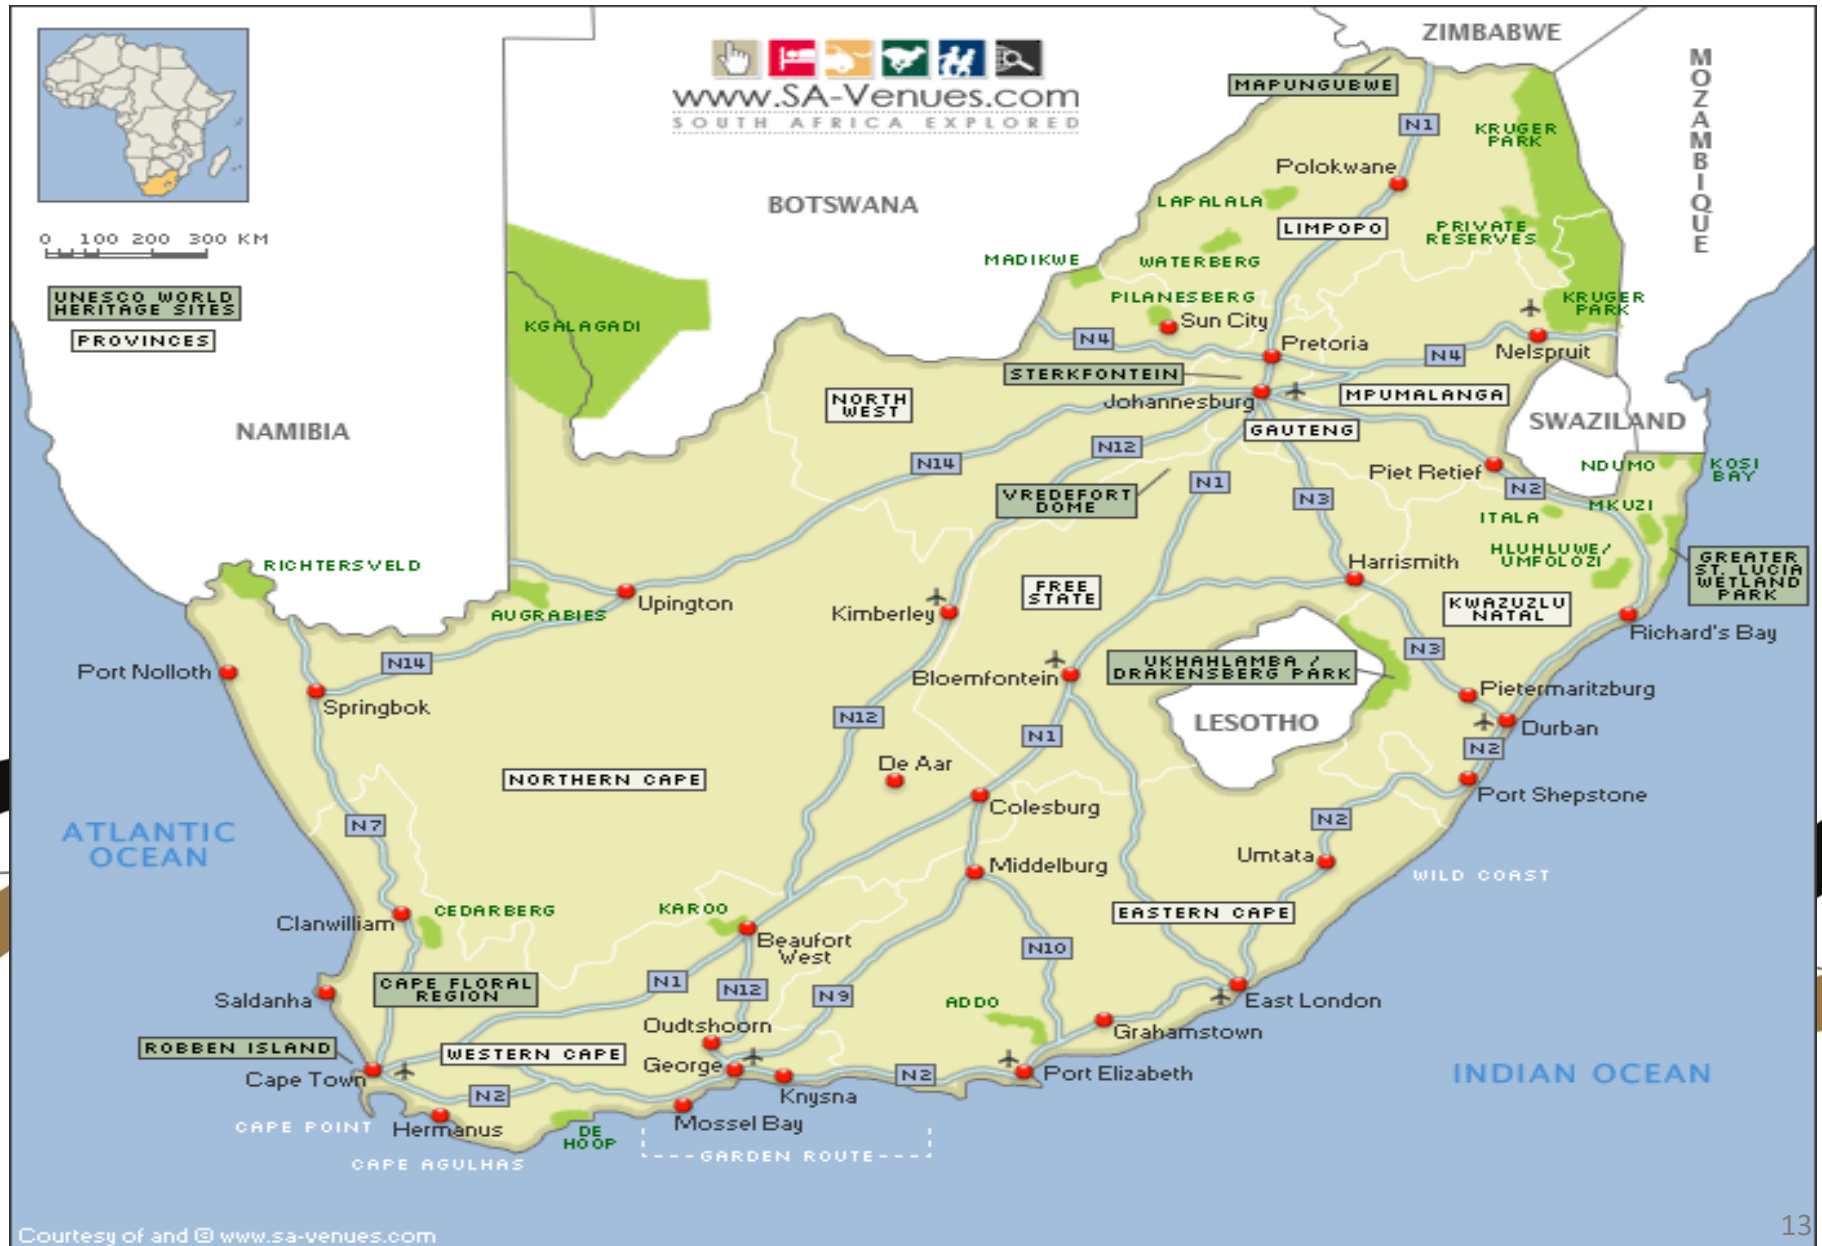 ZIMBABWE
MOZAMBIQUE
www.SA-Venues.com
SOUTH AFRICA EXPLORED
MAPUNGUBWE
N1
KRUGER
PARK
Polokwane
BOTSWANA
LAPALALA
LIMPOPO
PRIVATE
RESERVES
0 100 200 300 KM
MADIKWE
WATERBERG
UNESCO WORLD
HERITAGE SITES
PILANESBERG
KRUGER
PARK
KGALAGADI
Sun City
PROVINCES
N4
Pretoria
N4
Nelspruit
STERKFONTEIN
NORTH
WEST
Johannesburg
MPUMALANGA
SWAZILAND
NAMIBIA
GAUTENG
N12
N14
Piet Retief
NDUMO
KOSI
BAY
VREDEFORT
DOME
N1
N3
N2
MKUZI
ITALA
HLUHLUWE/
UMFOLOZI
GREATER
ST. LUCIA
WETLAND
PARK
RICHTERSVELD
Harrismith
FREE
STATE
AUGRABIES
Upington
Kimberley
KWAZUZLU
NATAL
Richard's Bay
N14
N3
Port Nolloth
UKHAHLAMBA /
DRAKENSBERG PARK
Bloemfontein
Pietermaritzburg
Springbok
N12
LESOTHO
Durban
N1
N2
De Aar
NORTHERN CAPE
Colesburg
Port Shepstone
N7
N2
ATLANTIC
OCEAN
Middelburg
Umtata
WILD COAST
CEDARBERG
KAROO
EASTERN CAPE
Clanwilliam
Beaufort
West
N10
CAPE FLORAL
REGION
N1
N12
N9
ADDO
Saldanha
East London
Oudtshoorn
Grahamstown
ROBBEN ISLAND
WESTERN CAPE
George
Cape Town
N2
Port Elizabeth
INDIAN OCEAN
N2
Knysna
CAPE POINT
Hermanus
DE
HOOP
Mossel Bay
GARDEN ROUTE
CAPE AGULHAS
Courtesy of and © www.sa-venues.com
13